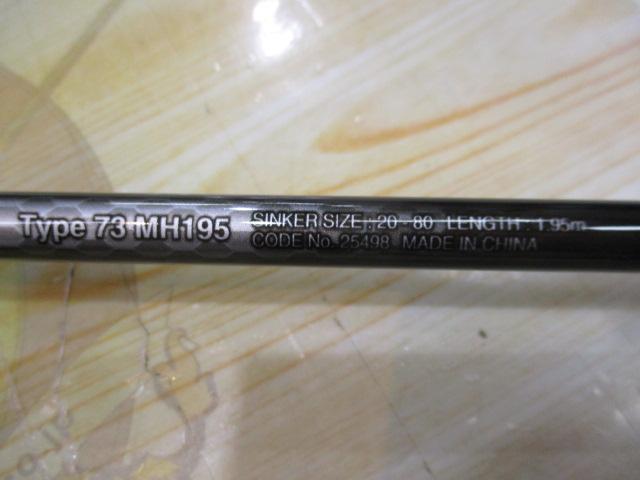 Type 73 MH195
SINKER SIZE : 20 - 80 LENGTH : 1.95m
CODE No. 25498 MADE IN CHINA